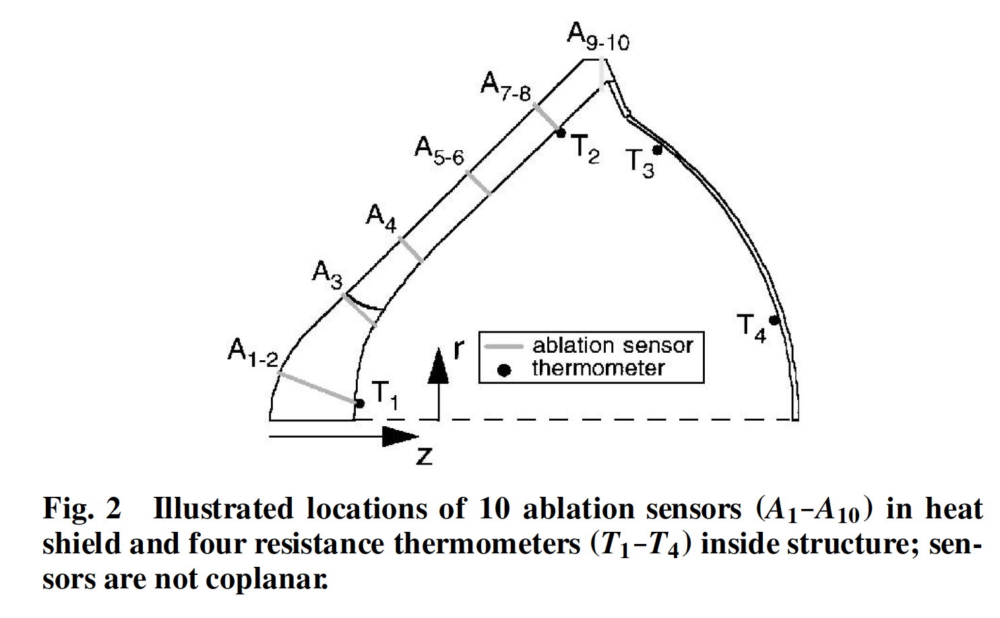 A9-10
A7-8
A5-6
T2
T3
A4
A3
T4
A1-2
r
ablation sensor
thermometer
T1
z
Fig. 2 Illustrated locations of 10 ablation sensors (A1–A10) in heat
shield and four resistance thermometers (T1–T4) inside structure; sen-
sors are not coplanar.